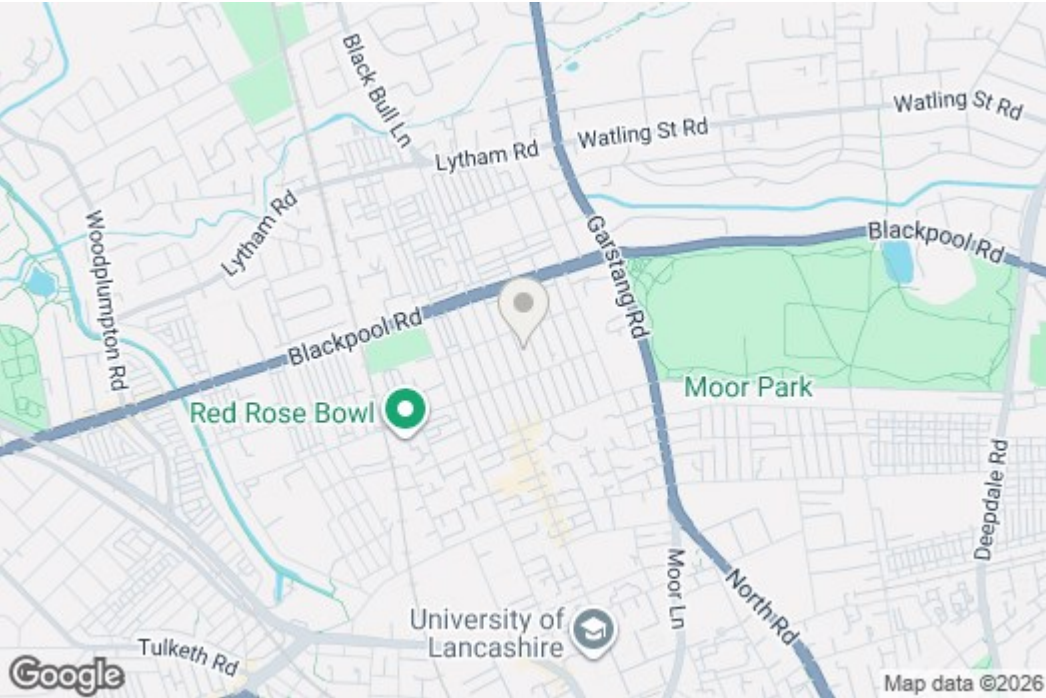 Black Bull Ln
Watling St Rd
Watling St Rd
Lytham Rd
Lytham Rd
Woodplumpton Rd
Garstang Rd
Blackpool Rd
Blackpool Rd
Moor Park
Red Rose Bowl
Deepdale Rd
Moor Ln
North Rd
University of
Lancashire
Tulketh Rd
Google
Map data ©2026